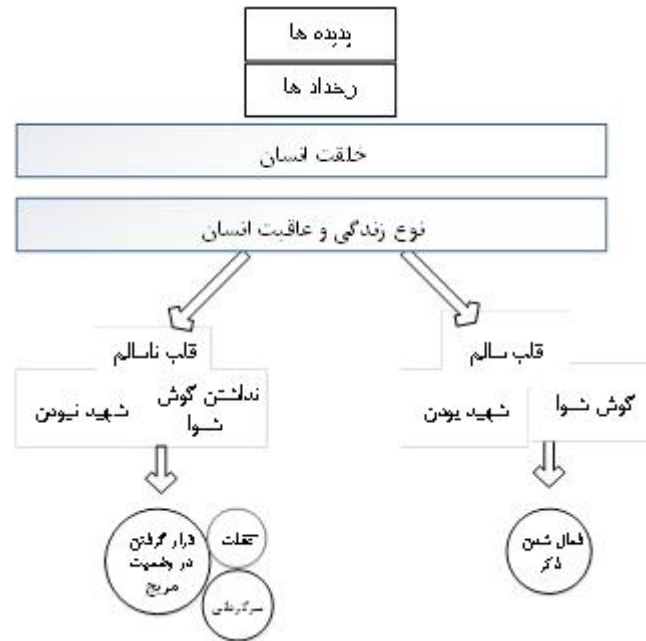 پدیده ها
رخداد ها
خلقت انسان
نوع زندگی و عاقبت انسان
قلب سالم
گوش شنوا
شهید بودن
فعال شدن
ذکر
قلب ناسالم
نداشتن گوش
شنوا
شهید نبودن
قرار گرفتن
در وضعیت
مریج
غفلت
سرگردانی